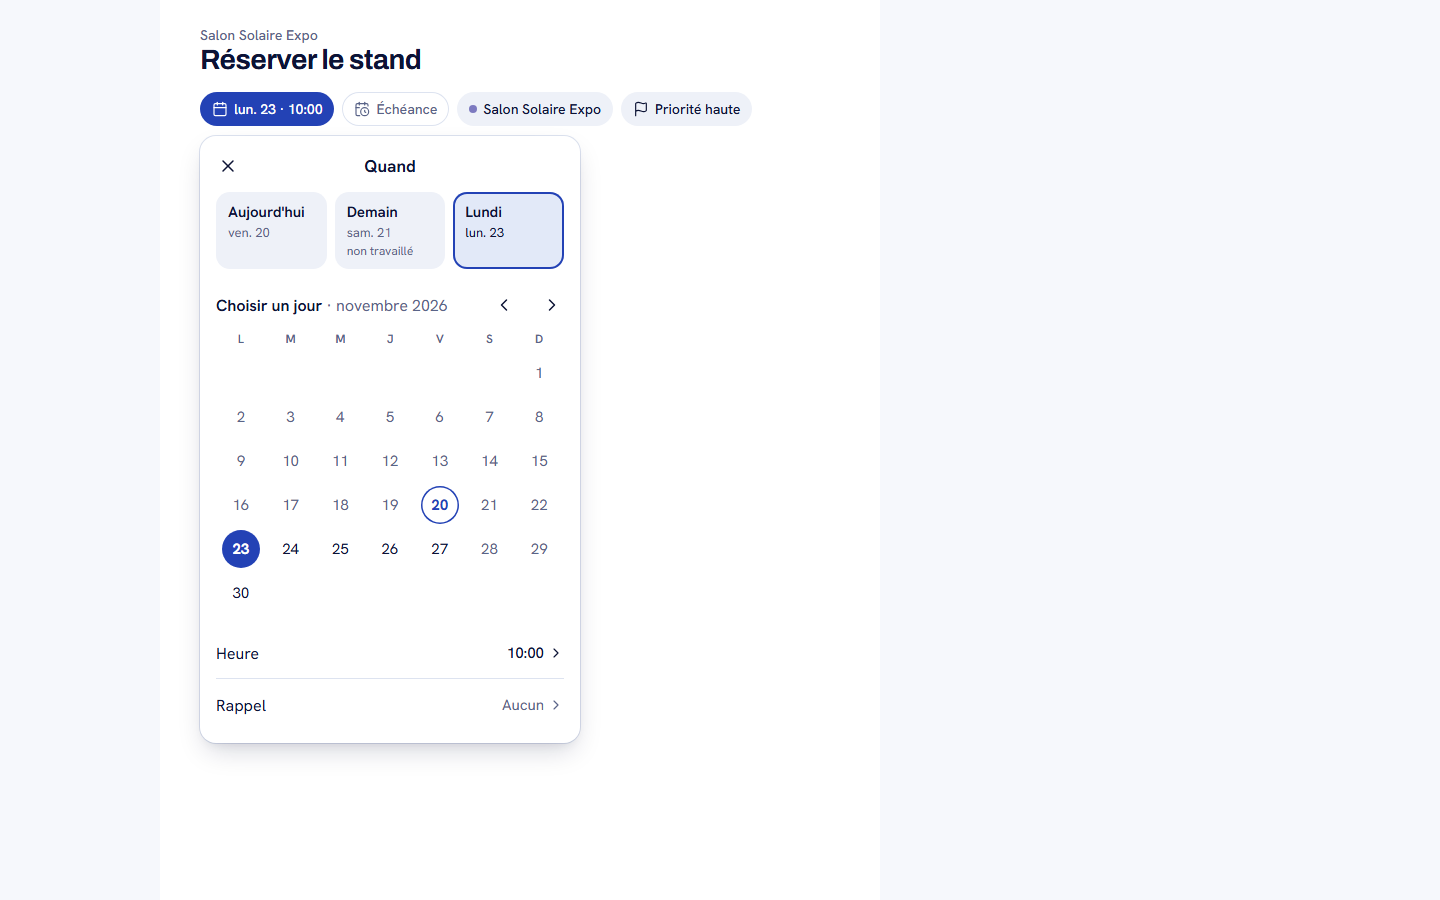 Salon Solaire Expo
Réserver le stand
lun. 23 · 10:00 Échéance Salon Solaire Expo Priorité haute
Quand
Aujourd'hui Demain Lundi
ven. 20 sam. 21 lun. 23
non travaillé
Choisir un jour · novembre 2026
L M M J V S D
1
2 3 4 5 6 7 8
9 10 11 12 13 14 15
16 17 18 19 20 21 22
23 24 25 26 27 28 29
30
Heure 10:00
Rappel Aucun